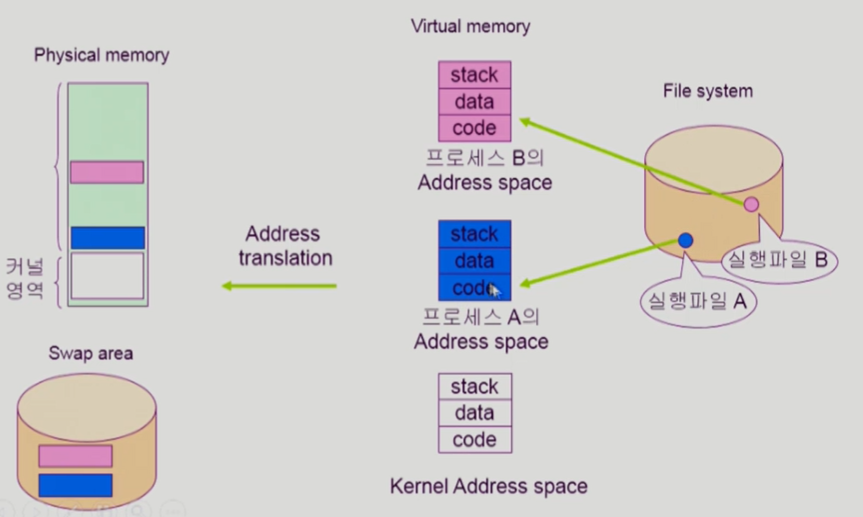 Virtual memory
Physical memory
stack
data
code
프로세스 B의
Address space
File system
실행파일 B
실행파일 A
Address
translation
stack
data
code
프로세스 A의
Address space
커널
영역
Swap area
stack
data
code
Kernel Address space